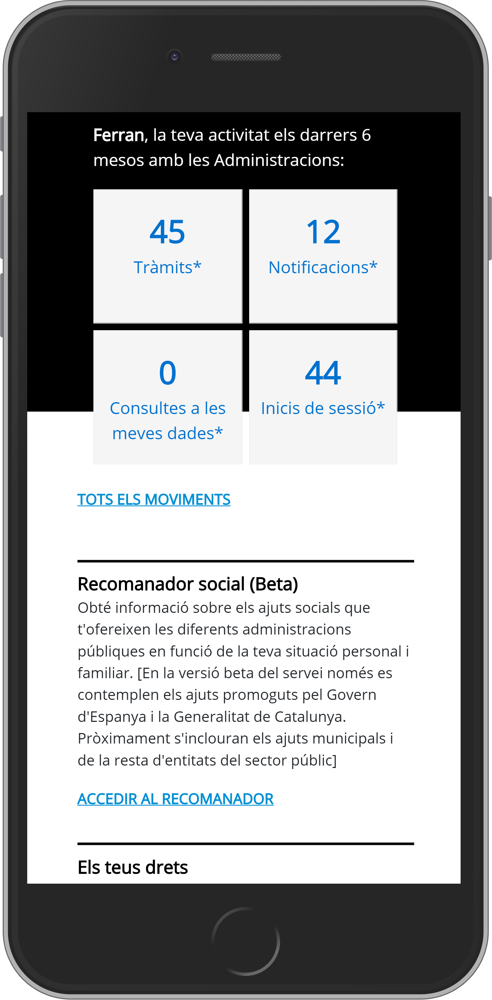 Ferran, la teva activitat els darrers 6
mesos amb les Administracions:
45
Tràmits*
12
Notificacions*
0
Consultes a les
meves dades*
44
Inicis de sessió*
TOTS ELS MOVIMENTS
Recomanador social (Beta)
Obté informació sobre els ajuts socials que
t'ofereixen les diferents administracions
públiques en funció de la teva situació personal i
familiar. [En la versió beta del servei només es
contemplen els ajuts promoguts pel Govern
d'Espanya i la Generalitat de Catalunya.
Pròximament s'inclouran els ajuts municipals i
de la resta d'entitats del sector públic]
ACCEDIR AL RECOMANADOR
Els teus drets